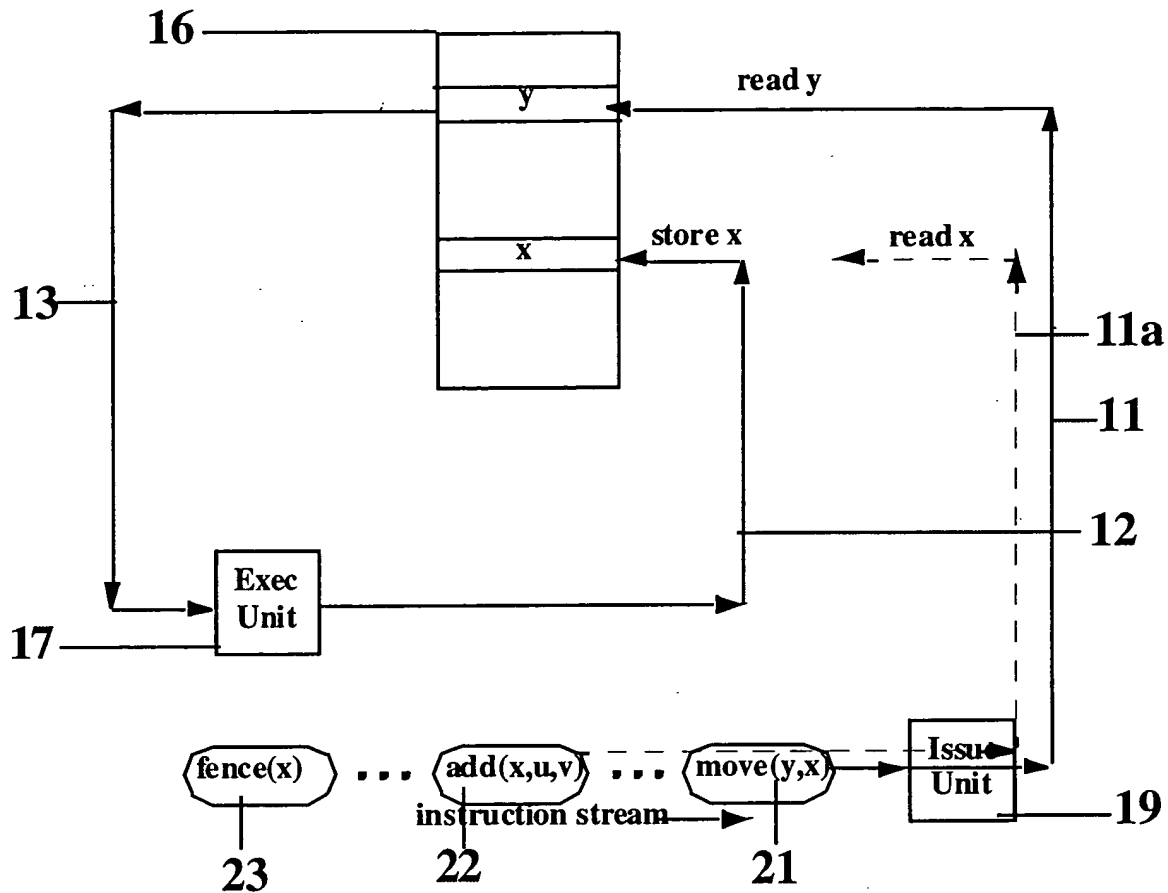 16
read y
y
store x
read x
x
13
11a
11
12
Exec
Unit
17
Issue
Unit
fence(x) ... add(x,u,v) ... move(y,x)
instruction stream
19
23
22
21